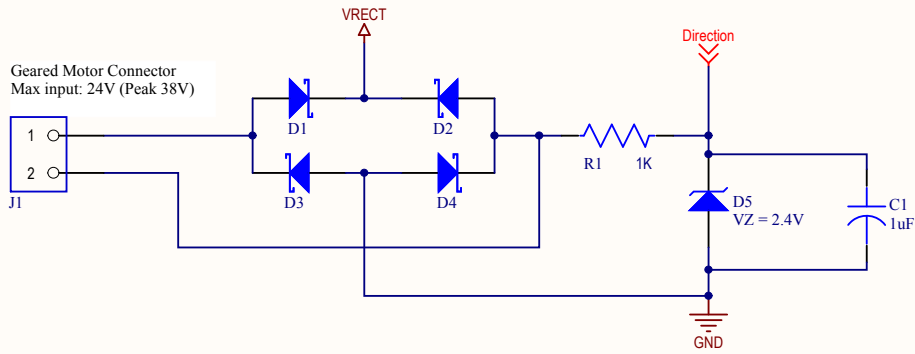 VRECT
Direction
Geared Motor Connector
Max input: 24V (Peak 38V)
D1
D2
1
2
J1
R1
1K
D3
D4
D5
VZ = 2.4V
C1
1uF
GND